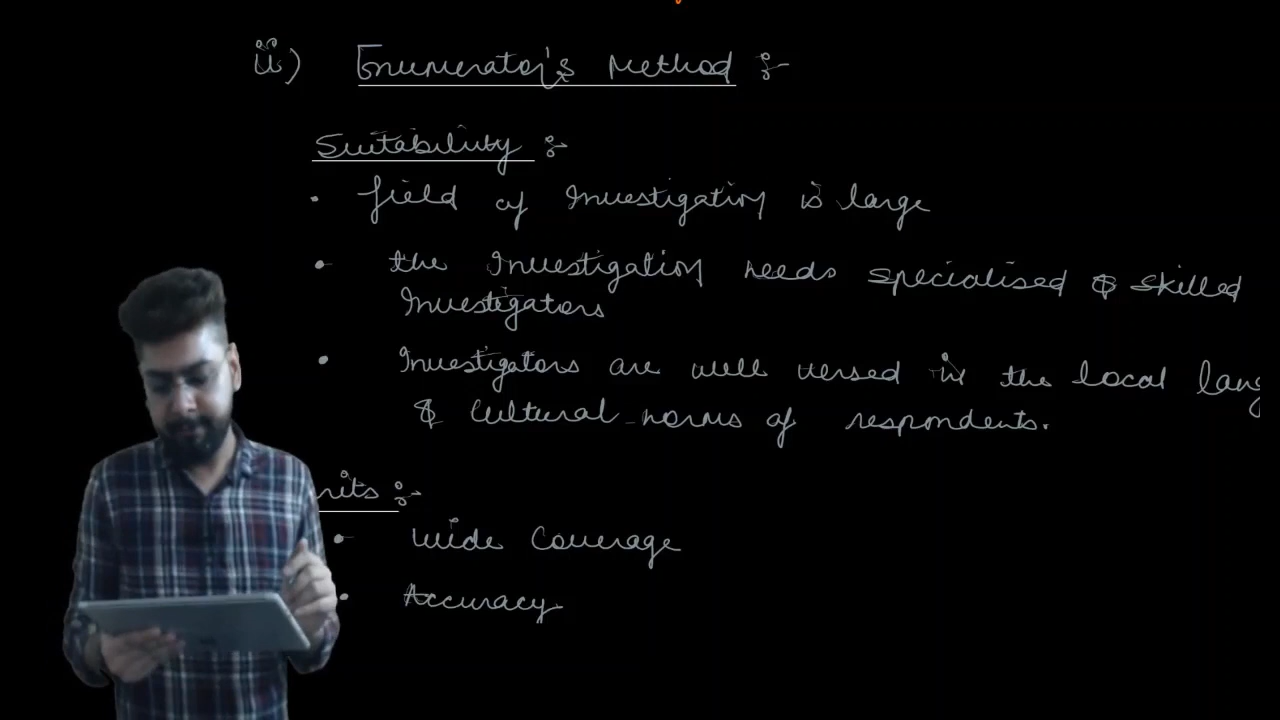 ii) Enumerator's Method :-
Suitability :-
• field of Investigation is large
• the Investigation needs specialised & skilled
Investigators
• Investigators are well versed in the local lang
& Cultural norms of respondents.
rits :-
• Wide Coverage
• Accuracy.